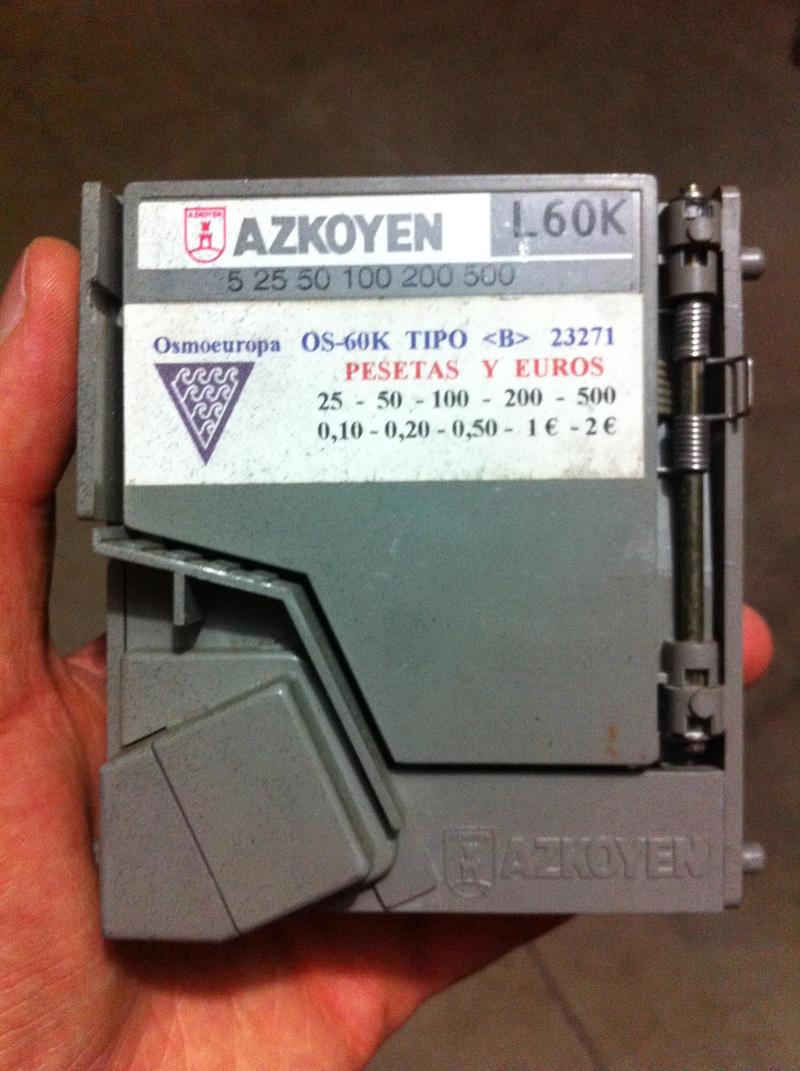 AZKOYEN
AZKOYEN L60K
5 25 50 100 200 500
Osmoeuropa OS-60K TIPO <B> 23271
PESETAS Y EUROS
25 - 50 - 100 - 200 - 500
0,10 - 0,20 - 0,50 - 1 € - 2 €
AZKOYEN